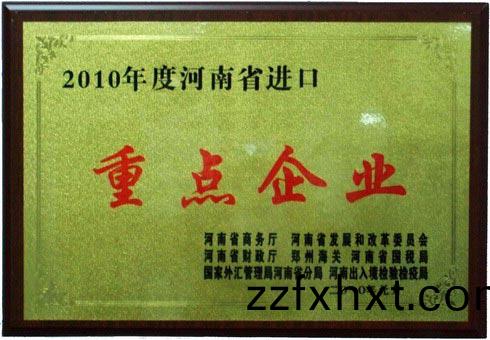 2010年度河南省进口
重点企业
河南省商务厅 河南省发展和改革委员会
河南省财政厅 郑州海关 河南省国税局
国家外汇管理局河南省分局 河南出入境检验检疫局
zzfxhxt.com